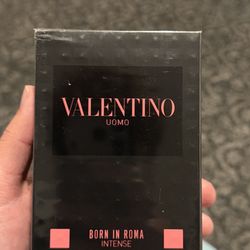 VALENTINO
UOMO
BORN IN ROMA
INTENSE